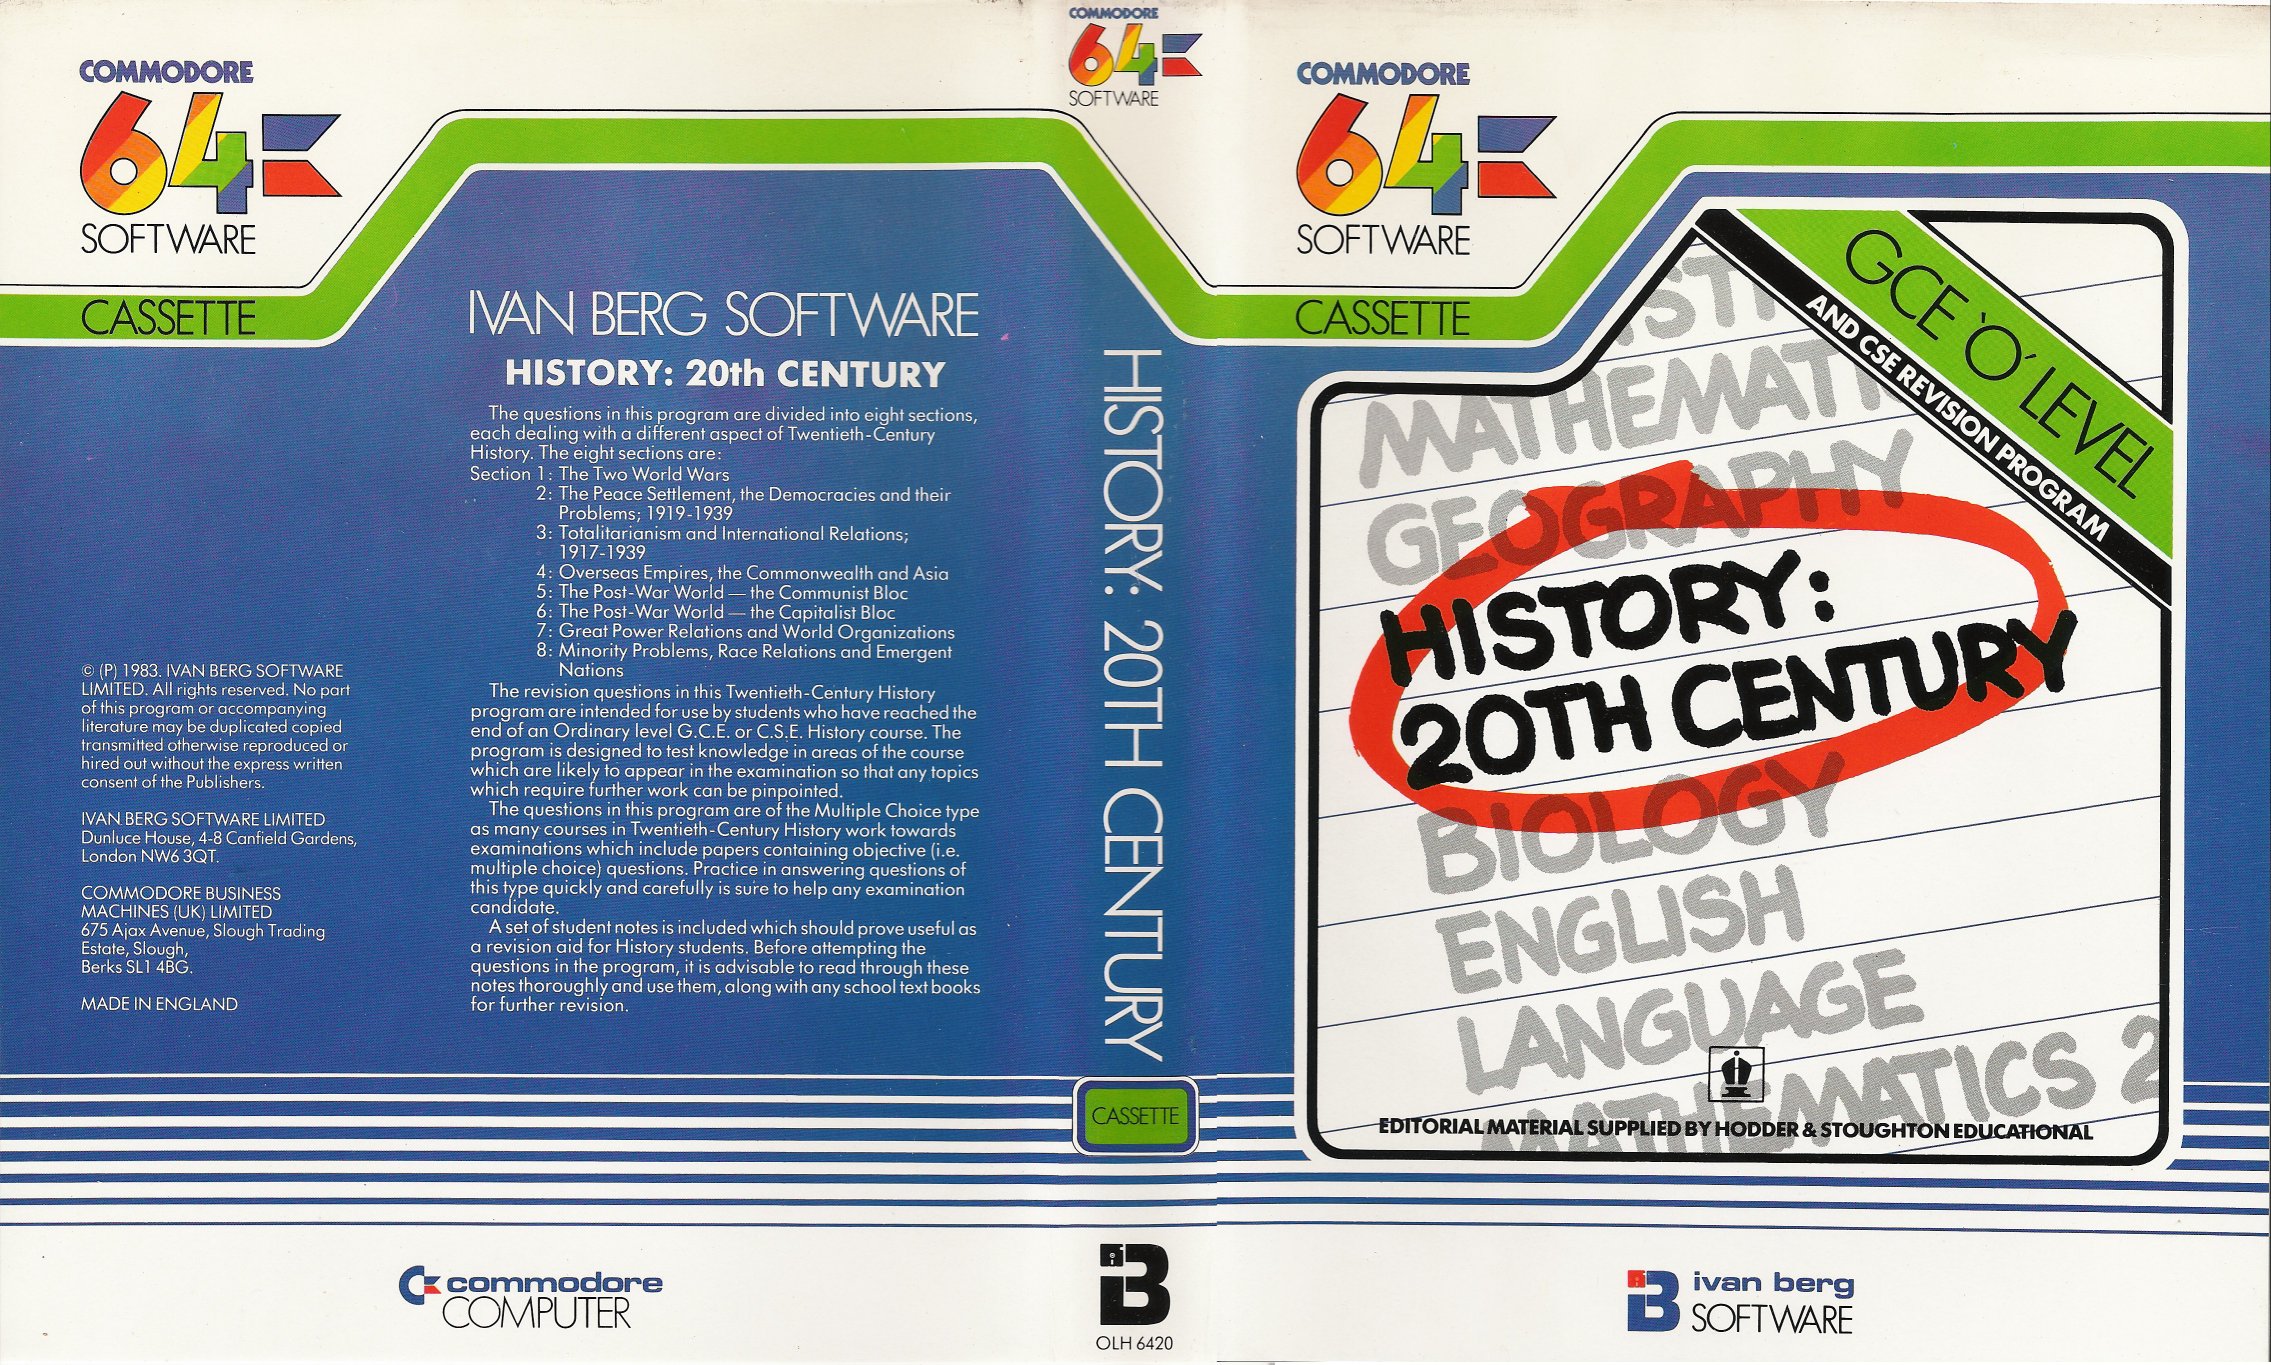 COMMODORE
64
SOFTWARE
CASSETTE
© (P) 1983. IVAN BERG SOFTWARE
LIMITED. All rights reserved. No part
of this program or accompanying
literature may be duplicated copied
transmitted otherwise reproduced or
hired out without the express written
consent of the Publishers.
IVAN BERG SOFTWARE LIMITED
Dunluce House, 4-8 Canfield Gardens,
London NW6 3QT.
COMMODORE BUSINESS
MACHINES (UK) LIMITED
675 Ajax Avenue, Slough Trading
Estate, Slough,
Berks SL1 4BG.
MADE IN ENGLAND
IVAN BERG SOFTWARE
HISTORY: 20th CENTURY
The questions in this program are divided into eight sections,
each dealing with a different aspect of Twentieth-Century
History. The eight sections are:
Section 1: The Two World Wars
2: The Peace Settlement, the Democracies and their
Problems; 1919-1939
3: Totalitarianism and International Relations;
1917-1939
4: Overseas Empires, the Commonwealth and Asia
5: The Post-War World — the Communist Bloc
6: The Post-War World — the Capitalist Bloc
7: Great Power Relations and World Organizations
8: Minority Problems, Race Relations and Emergent
Nations
The revision questions in this Twentieth-Century History
program are intended for use by students who have reached the
end of an Ordinary level G.C.E. or C.S.E. History course. The
program is designed to test knowledge in areas of the course
which are likely to appear in the examination so that any topics
which require further work can be pinpointed.
The questions in this program are of the Multiple Choice type
as many courses in Twentieth-Century History work towards
examinations which include papers containing objective (i.e.
multiple choice) questions. Practice in answering questions of
this type quickly and carefully is sure to help any examination
candidate.
A set of student notes is included which should prove useful as
a revision aid for History students. Before attempting the
questions in the program, it is advisable to read through these
notes thoroughly and use them, along with any school text books
for further revision.
commodore
COMPUTER
COMMODORE
64
SOFTWARE
HISTORY: 20TH CENTURY
CASSETTE
OLH 6420
COMMODORE
64
SOFTWARE
CASSETTE
GCE 'O' LEVEL
AND CSE REVISION PROGRAM
MATHEMATIC
GEOGRAPHY
HISTORY:
20TH CENTURY
BIOLOGY
ENGLISH
LANGUAGE
MATHEMATICS 2
EDITORIAL MATERIAL SUPPLIED BY HODDER & STOUGHTON EDUCATIONAL
ivan berg
SOFTWARE